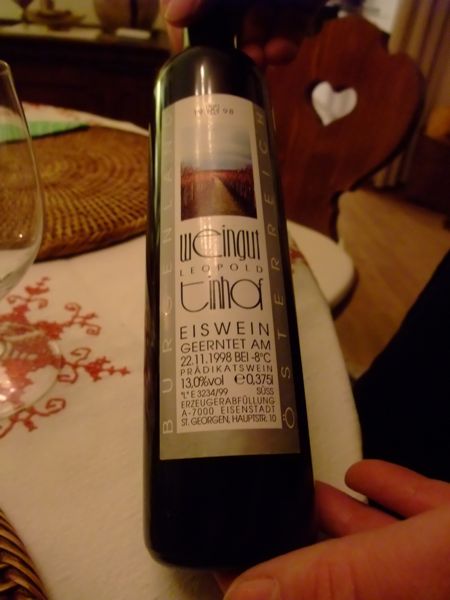 1998
weingut
LEOPOLD
tinhof
EISWEIN
GEERNTET AM
22.11.1998 BEI -8°C
PRÄDIKATSWEIN
13,0%vol ℮0,375l
"L" E 3234/99 SÜSS
ERZEUGERABFÜLLUNG
A-7000 EISENSTADT
ST. GEORGEN, HAUPTSTR. 10
BURGENLAND
ÖSTERREICH